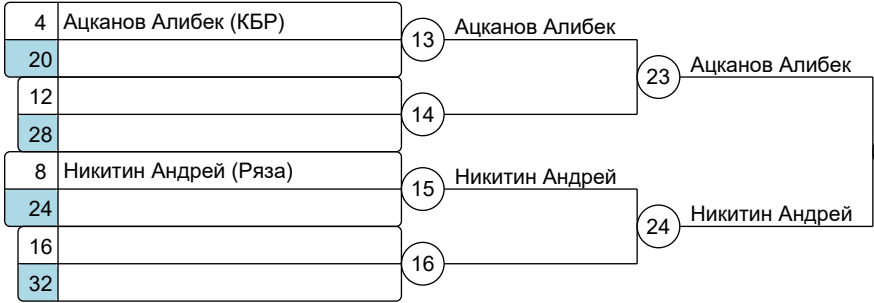 4 Ацканов Алибек (КБР)
20
13 Ацканов Алибек
12
28
14
23 Ацканов Алибек
8 Никитин Андрей (Ряза)
24
15 Никитин Андрей
16
32
16
24 Никитин Андрей